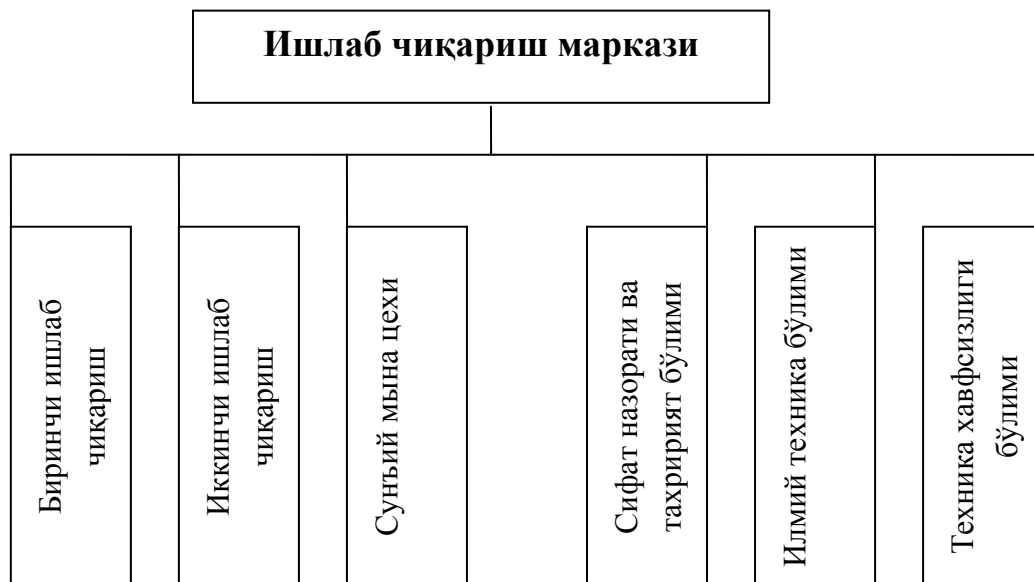 Ишлаб чиқариш маркази
Биринчи ишлаб
чиқариш
Иккинчи ишлаб
чиқариш
Сунъий мына цехи
Сифат назорати ва
тахририят бўлими
Илмий техника бўлими
Техника хавфсизлиги
бўлими